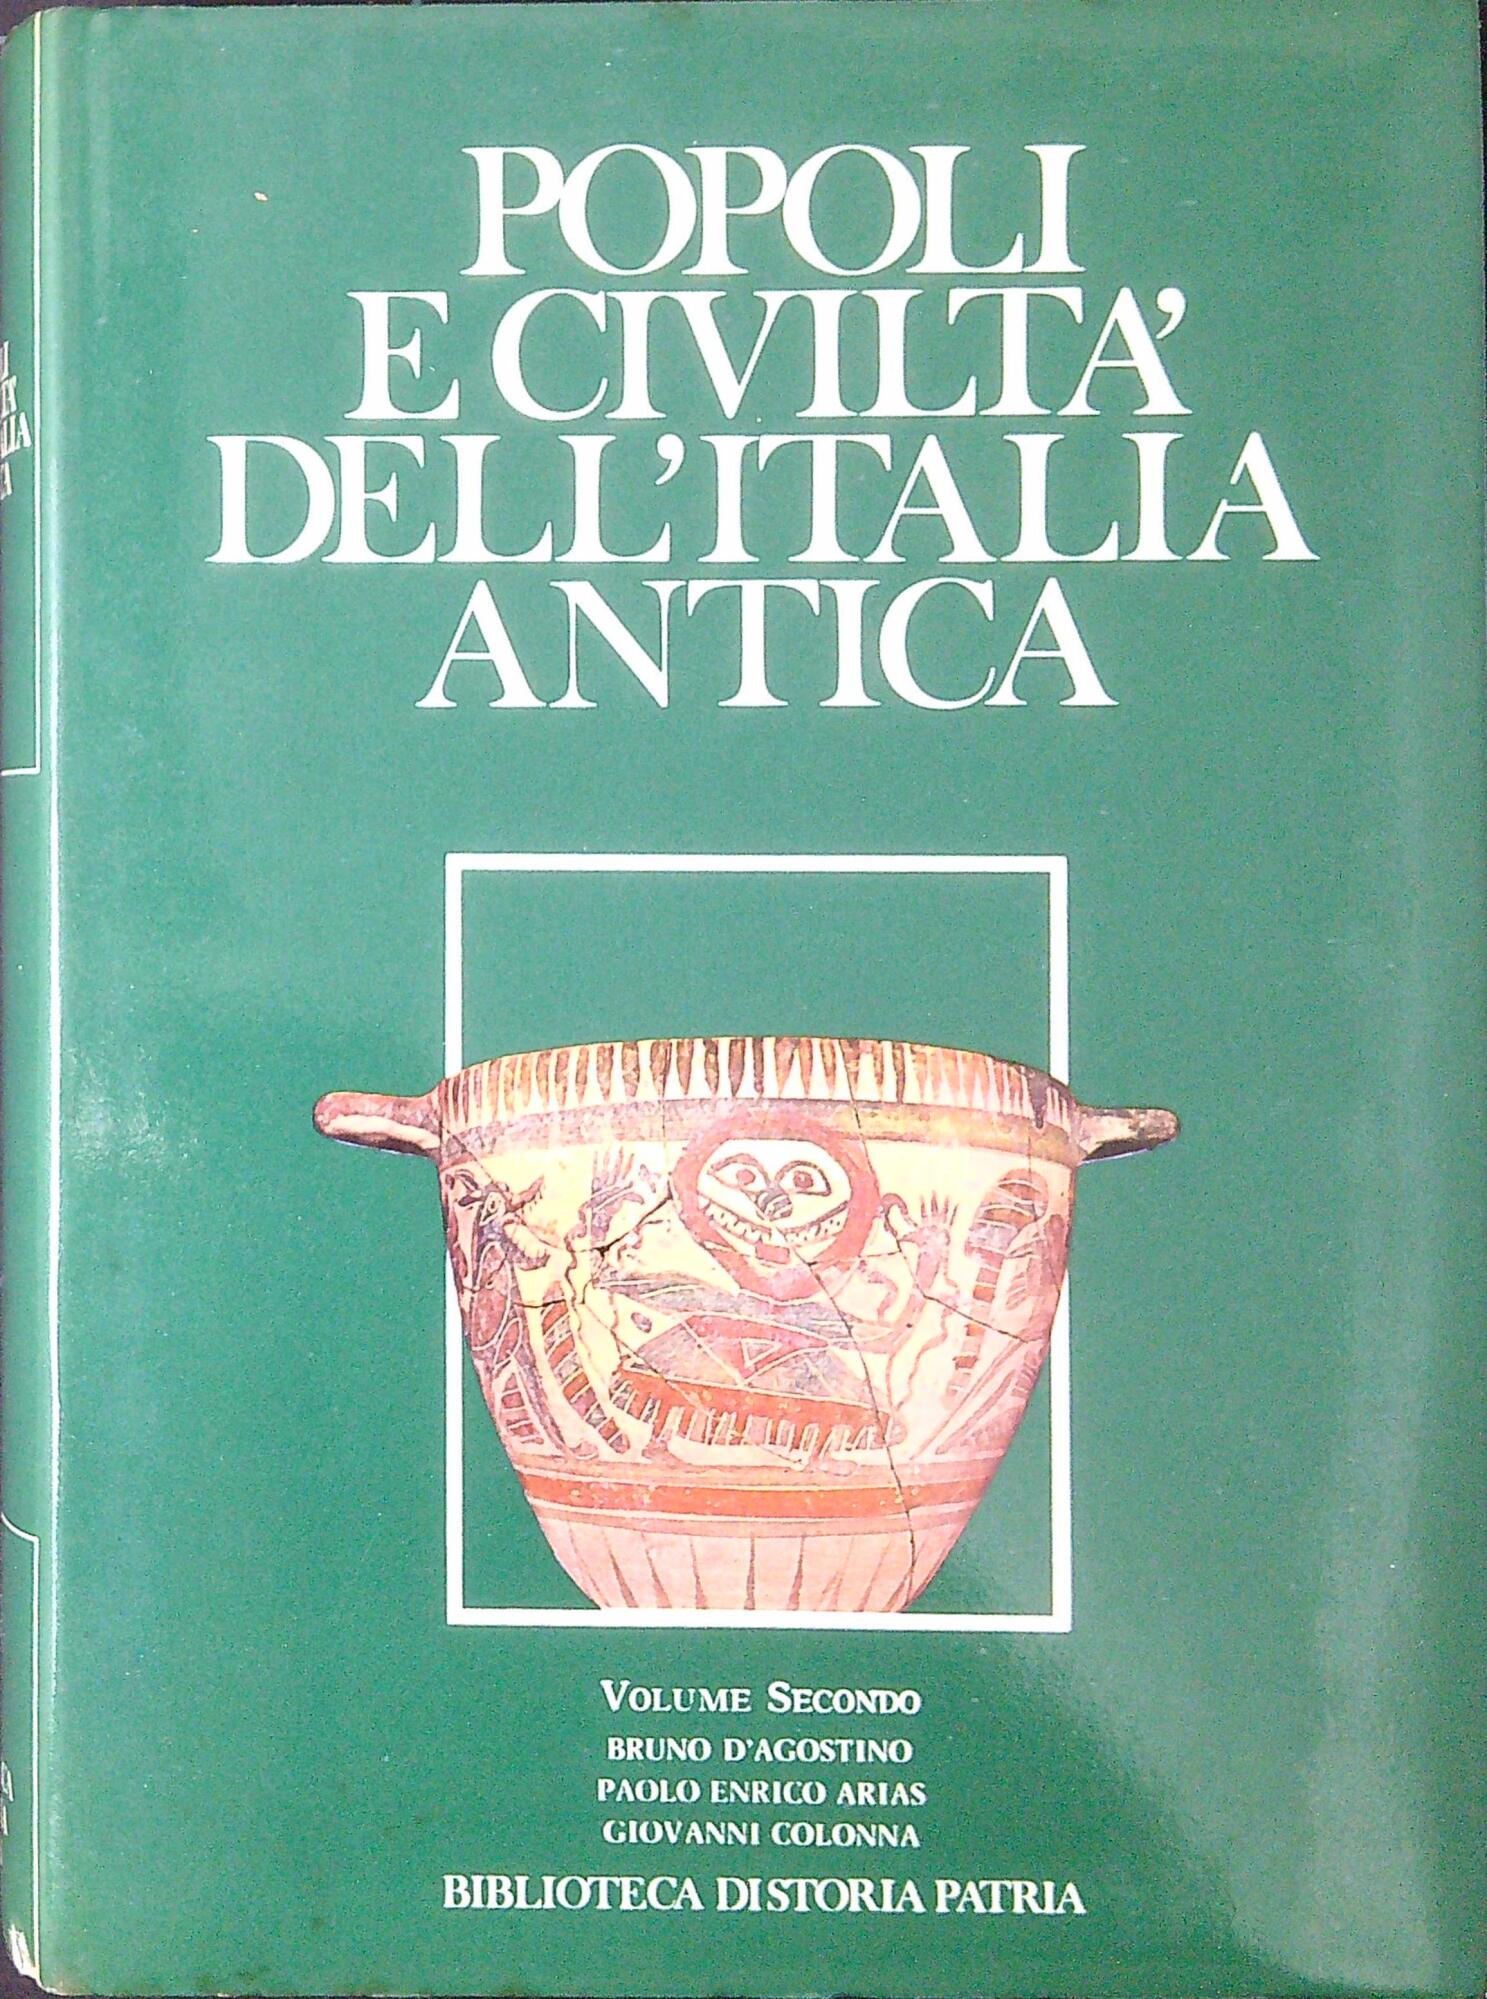 POPOLI
E CIVILTA'
DELL'ITALIA
ANTICA
VOLUME SECONDO
BRUNO D'AGOSTINO
PAOLO ENRICO ARIAS
GIOVANNI COLONNA
BIBLIOTECA DI STORIA PATRIA